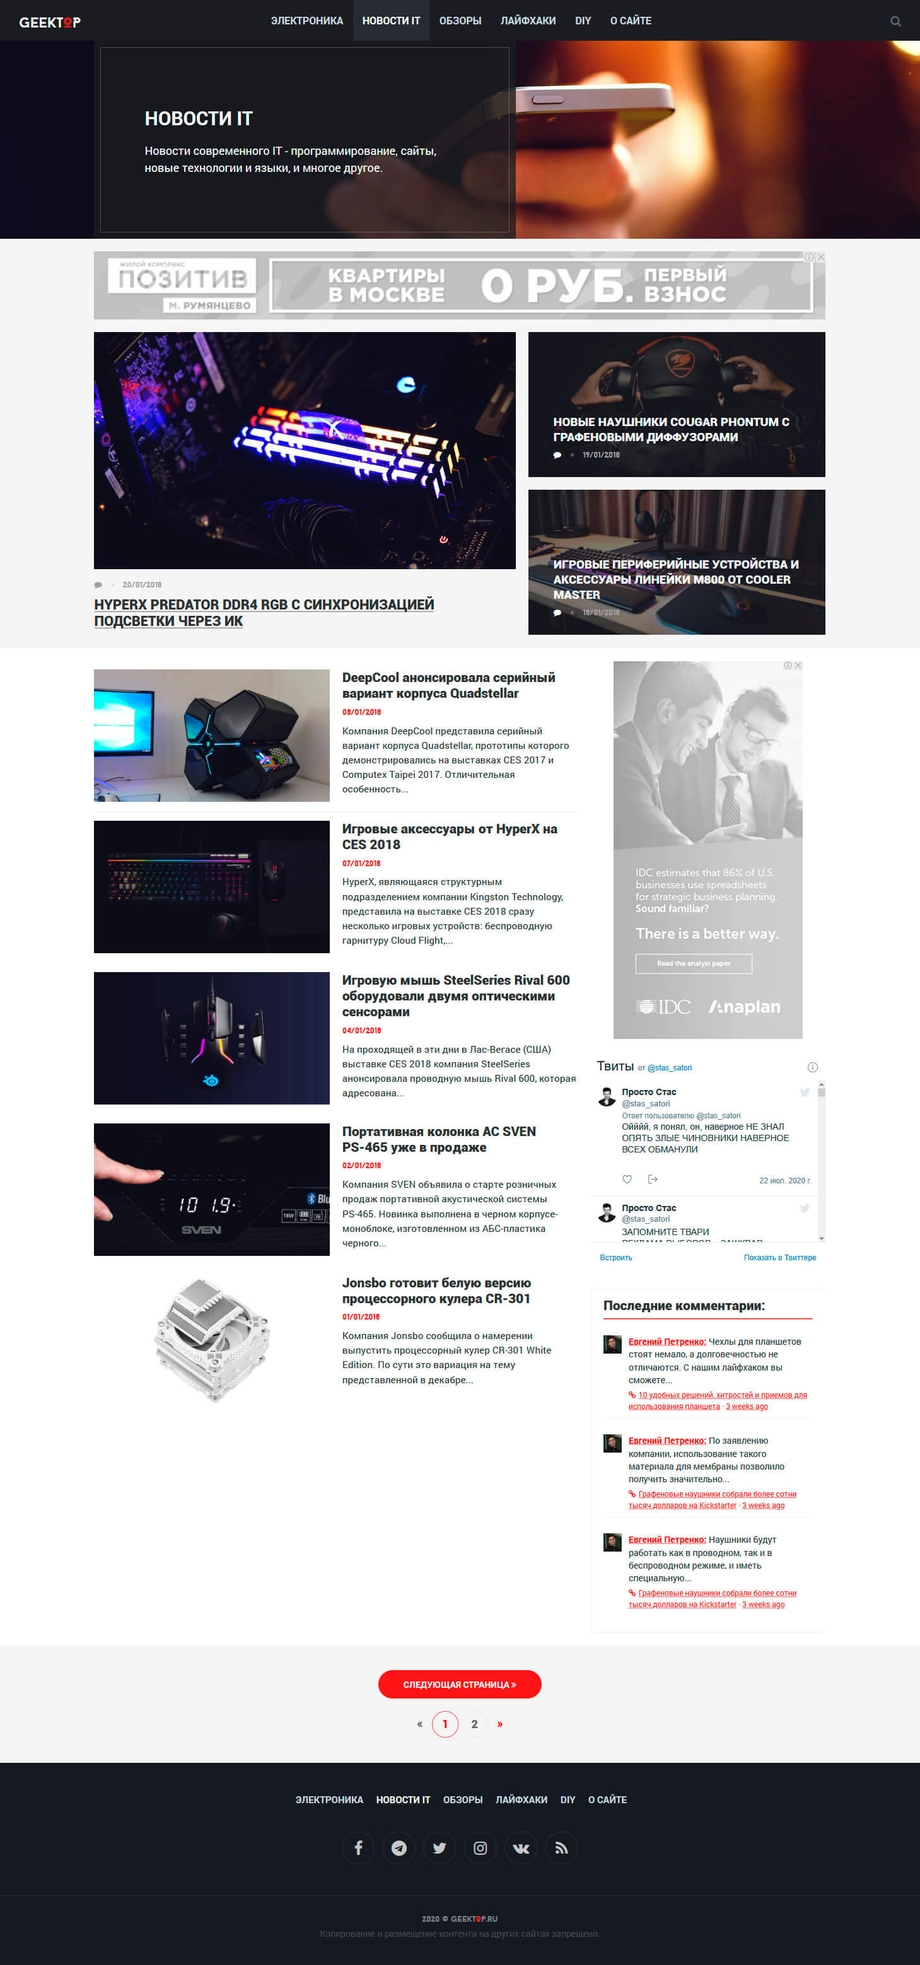 GEEKTOP
ЭЛЕКТРОНИКА
НОВОСТИ IT
ОБЗОРЫ
ЛАЙФХАКИ
DIY
О САЙТЕ
НОВОСТИ IT
Новости современного IT - программирование, сайты,
новые технологии и языки, и многое другое.
ЖИЛОЙ КОМПЛЕКС
ПОЗИТИВ
М. РУМЯНЦЕВО
КВАРТИРЫ
В МОСКВЕ
0 РУБ.
ПЕРВЫЙ
ВЗНОС
20/01/2018
HYPERX PREDATOR DDR4 RGB С СИНХРОНИЗАЦИЕЙ
ПОДСВЕТКИ ЧЕРЕЗ ИК
НОВЫЕ НАУШНИКИ COUGAR PHONTUM С
ГРАФЕНОВЫМИ ДИФФУЗОРАМИ
19/01/2018
ИГРОВЫЕ ПЕРИФЕРИЙНЫЕ УСТРОЙСТВА И
АКСЕССУАРЫ ЛИНЕЙКИ M800 ОТ COOLER
MASTER
18/01/2018
DeepCool анонсировала серийный
вариант корпуса Quadstellar
08/01/2018
Компания DeepCool представила серийный
вариант корпуса Quadstellar, прототипы которого
демонстрировались на выставках CES 2017 и
Computex Taipei 2017. Отличительная
особенность...
Игровые аксессуары от HyperX на
CES 2018
07/01/2018
HyperX, являющаяся структурным
подразделением компании Kingston Technology,
представила на выставке CES 2018 сразу
несколько игровых устройств: беспроводную
гарнитуру Cloud Flight,...
Игровую мышь SteelSeries Rival 600
оборудовали двумя оптическими
сенсорами
04/01/2018
На проходящей в эти дни в Лас-Вегасе (США)
выставке CES 2018 компания SteelSeries
анонсировала проводную мышь Rival 600, которая
адресована...
101.9
SVEN
Blu
18W
Портативная колонка АС SVEN
PS-465 уже в продаже
02/01/2018
Компания SVEN объявила о старте розничных
продаж портативной акустической системы
PS-465. Новинка выполнена в черном корпусе-
моноблоке, изготовленном из АБС-пластика
черного...
Jonsbo готовит белую версию
процессорного кулера CR-301
01/01/2018
Компания Jonsbo сообщила о намерении
выпустить процессорный кулер CR-301 White
Edition. По сути это вариация на тему
представленной в декабре...
IDC estimates that 86% of U.S.
businesses use spreadsheets
for strategic business planning.
Sound familiar?
There is a better way.
Read the analyst paper
IDC
Anaplan
Твиты от @stas_satori
Просто Стас
@stas_satori
Ответ пользователю @stas_satori
Ойййй, я понял, он, наверное НЕ ЗНАЛ
ОПЯТЬ ЗЛЫЕ ЧИНОВНИКИ НАВЕРНОЕ
ВСЕХ ОБМАНУЛИ
22 июл. 2020 г.
Просто Стас
@stas_satori
ЗАПОМНИТЕ ТВАРИ
Встроить
Показать в Твиттере
Последние комментарии:
Евгений Петренко: Чехлы для планшетов
стоят немало, а долговечностью не
отличаются. С нашим лайфхаком вы
сможете...
10 удобных решений, хитростей и приемов для
использования планшета · 3 weeks ago
Евгений Петренко: По заявлению
компании, использование такого
материала для мембраны позволило
получить значительно...
Графеновые наушники собрали более сотни
тысяч долларов на Kickstarter · 3 weeks ago
Евгений Петренко: Наушники будут
работать как в проводном, так и в
беспроводном режиме, и иметь
специальную...
Графеновые наушники собрали более сотни
тысяч долларов на Kickstarter · 3 weeks ago
СЛЕДУЮЩАЯ СТРАНИЦА »
« 1 2 »
ЭЛЕКТРОНИКА
НОВОСТИ IT
ОБЗОРЫ
ЛАЙФХАКИ
DIY
О САЙТЕ
2020 © GEEKTOP.RU
Копирование и размещение контента на других сайтах запрещено.